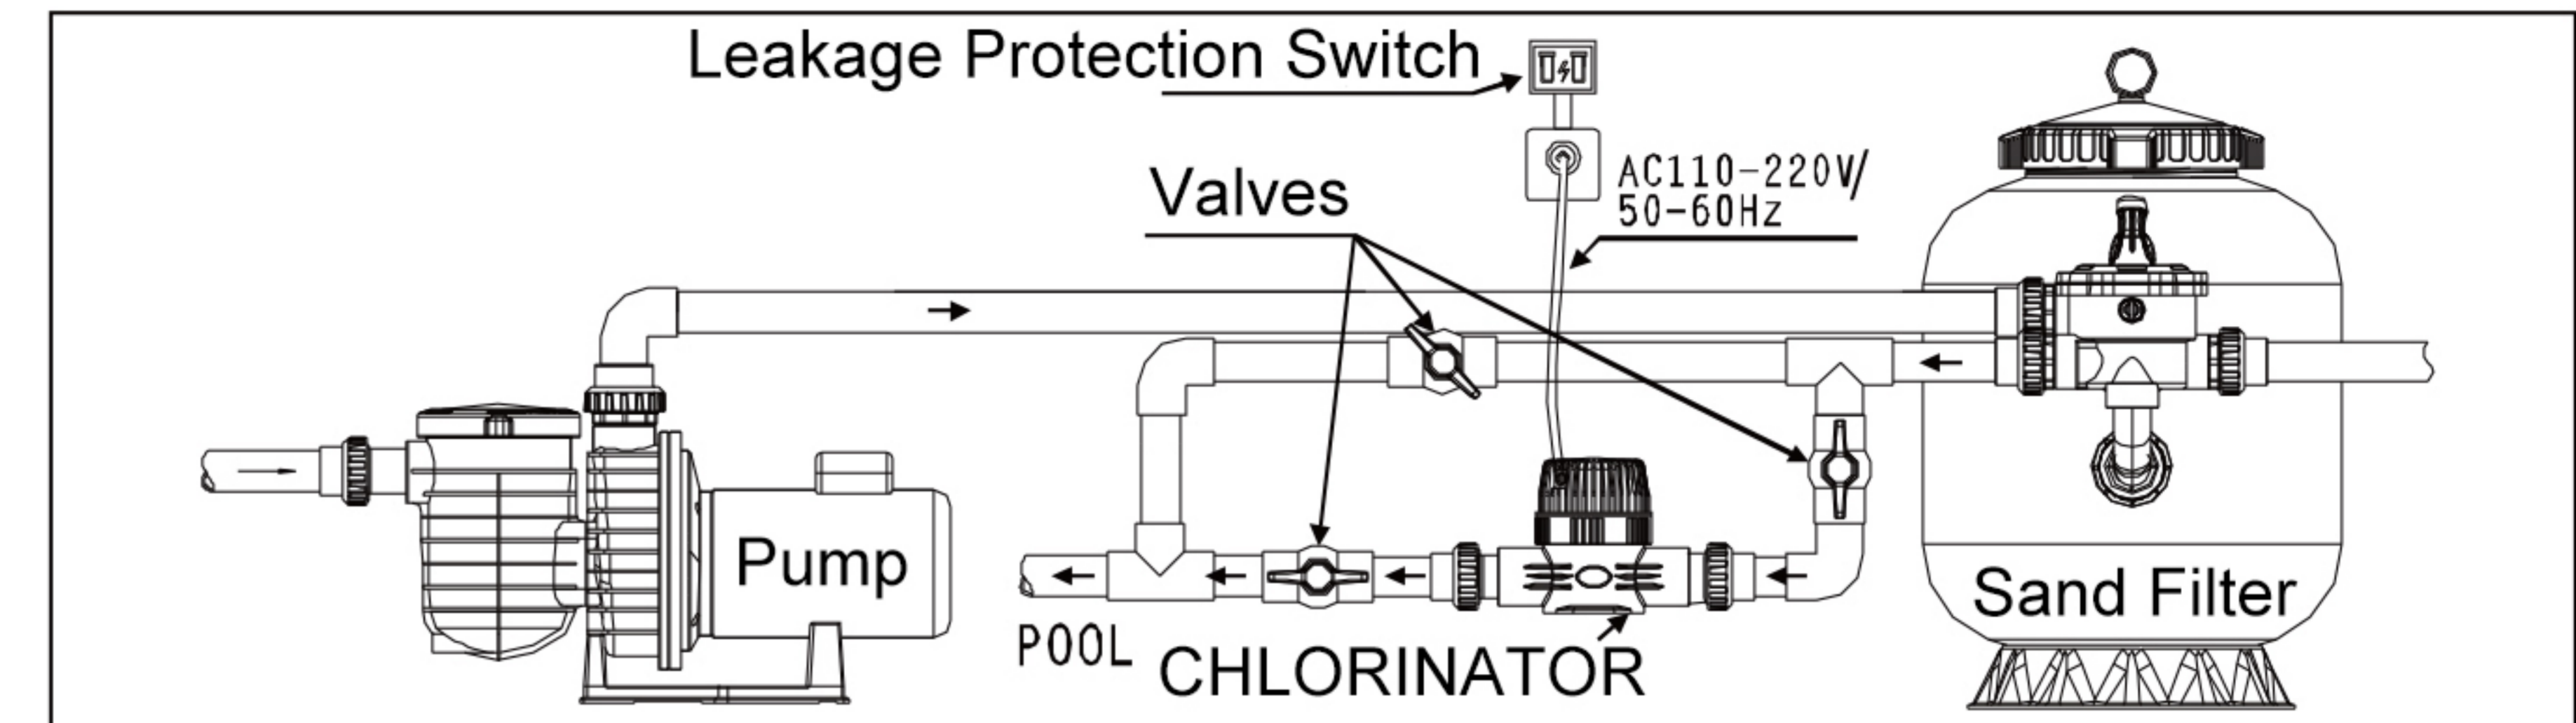 Leakage Protection Switch
Valves
AC110-220V/
50-60Hz
Pump
Sand Filter
POOL
CHLORINATOR